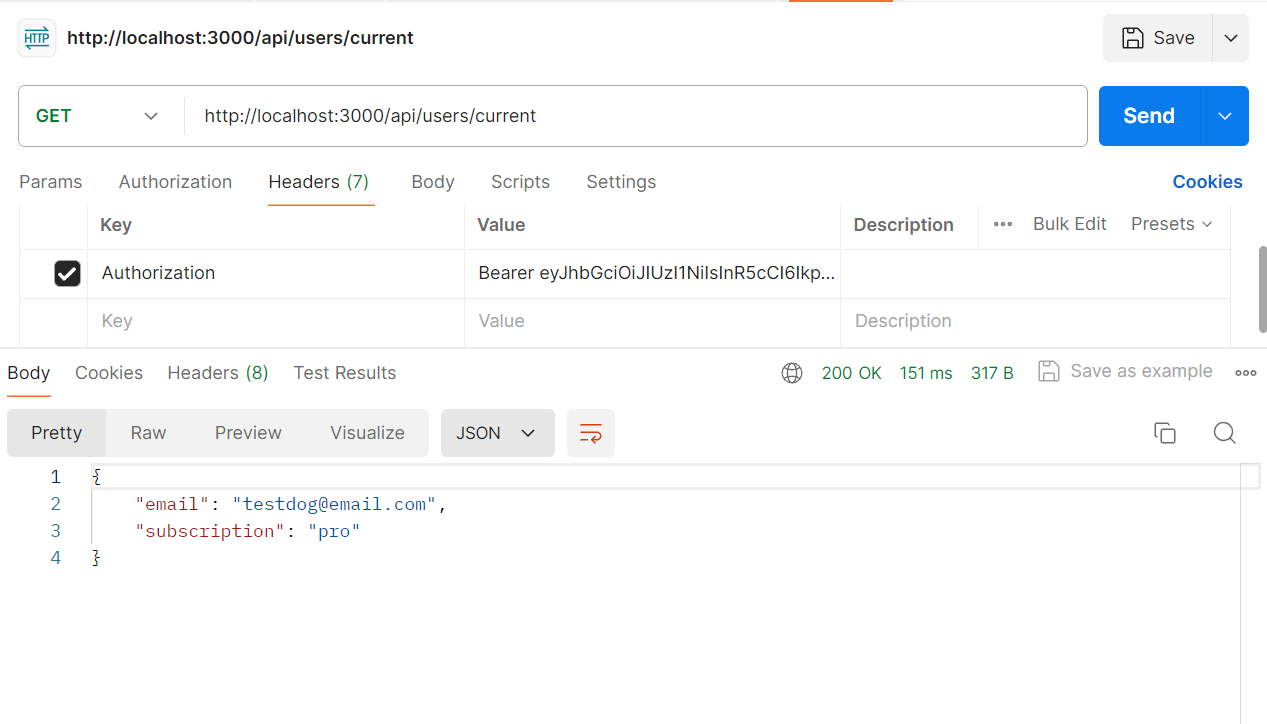 HTTP http://localhost:3000/api/users/current Save
GET http://localhost:3000/api/users/current Send
Params Authorization Headers (7) Body Scripts Settings Cookies
Key Value Description Bulk Edit Presets
Authorization Bearer eyJhbGciOiJIUzI1NiIsInR5cCI6Ikp...
Key Value Description
Body Cookies Headers (8) Test Results 200 OK 151 ms 317 B Save as example
Pretty Raw Preview Visualize JSON
1 {
2 "email": "testdog@email.com",
3 "subscription": "pro"
4 }